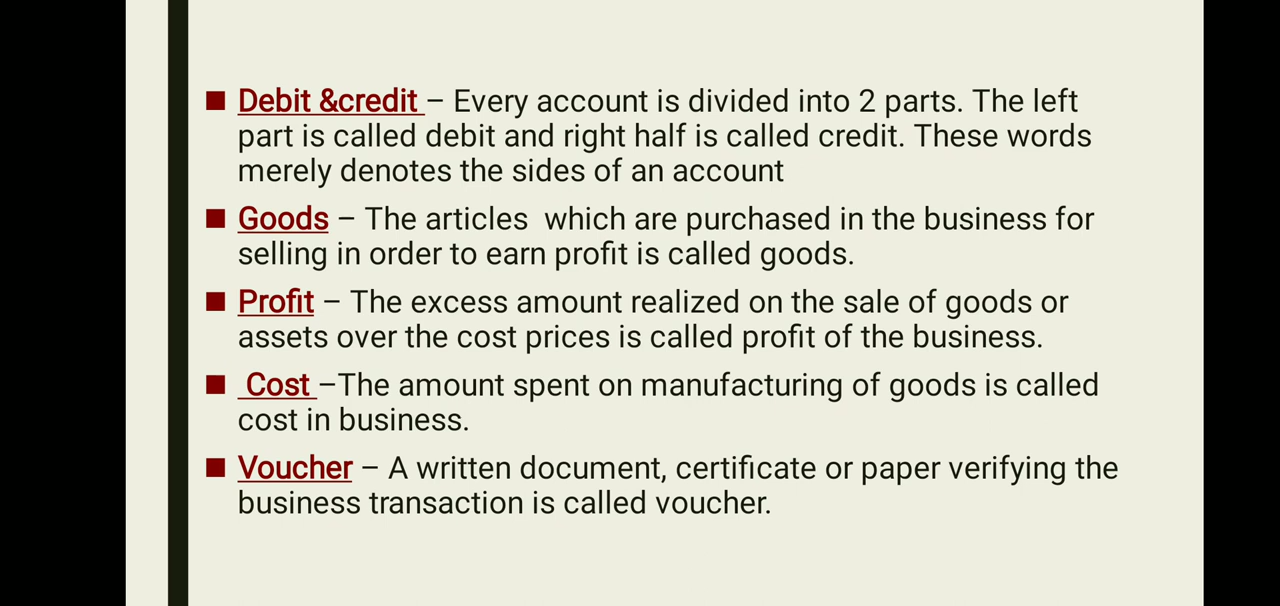 ■ Debit &credit – Every account is divided into 2 parts. The left
part is called debit and right half is called credit. These words
merely denotes the sides of an account
■ Goods – The articles  which are purchased in the business for
selling in order to earn profit is called goods.
■ Profit – The excess amount realized on the sale of goods or
assets over the cost prices is called profit of the business.
■ Cost –The amount spent on manufacturing of goods is called
cost in business.
■ Voucher – A written document, certificate or paper verifying the
business transaction is called voucher.